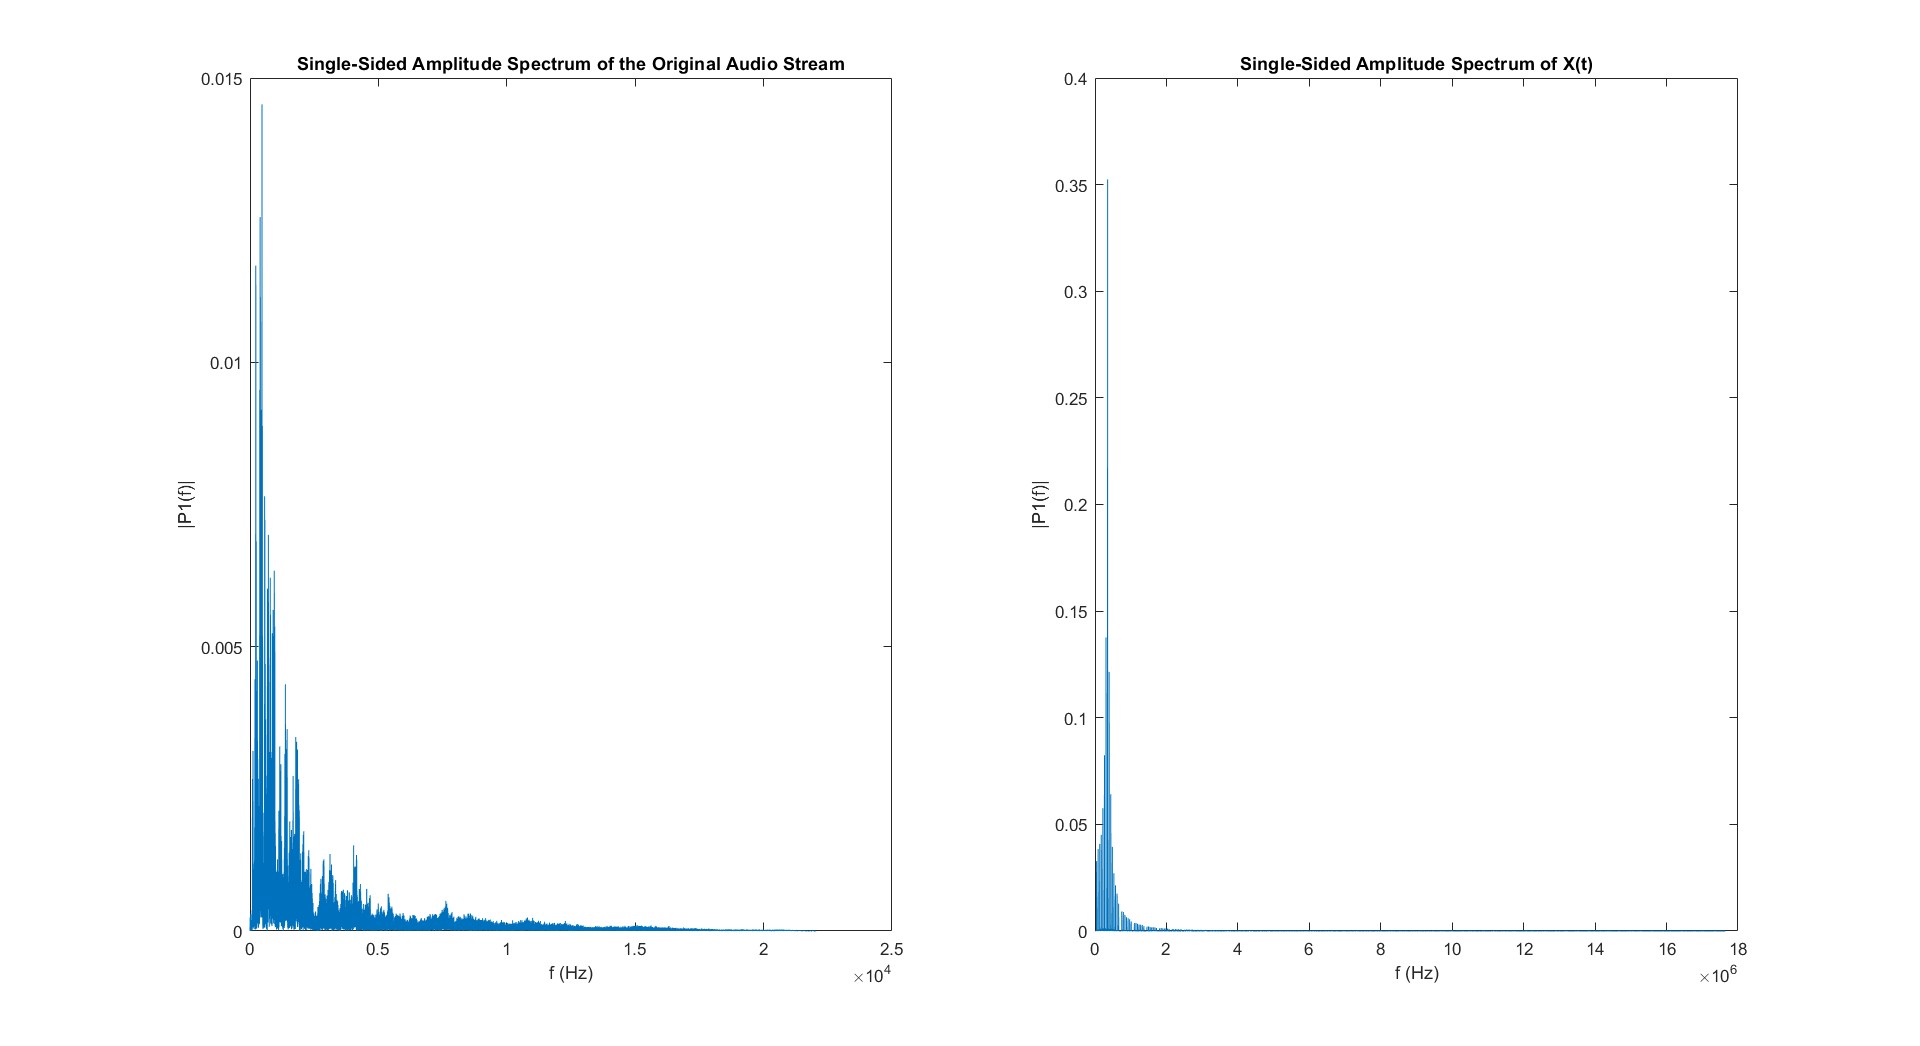 Single-Sided Amplitude Spectrum of the Original Audio Stream
0.015
0.01
0.005
0
|P1(f)|
0 0.5 1 1.5 2 2.5
f (Hz)
×10^4
Single-Sided Amplitude Spectrum of X(t)
0.4
0.35
0.3
0.25
0.2
0.15
0.1
0.05
0
|P1(f)|
0 2 4 6 8 10 12 14 16 18
f (Hz)
×10^6